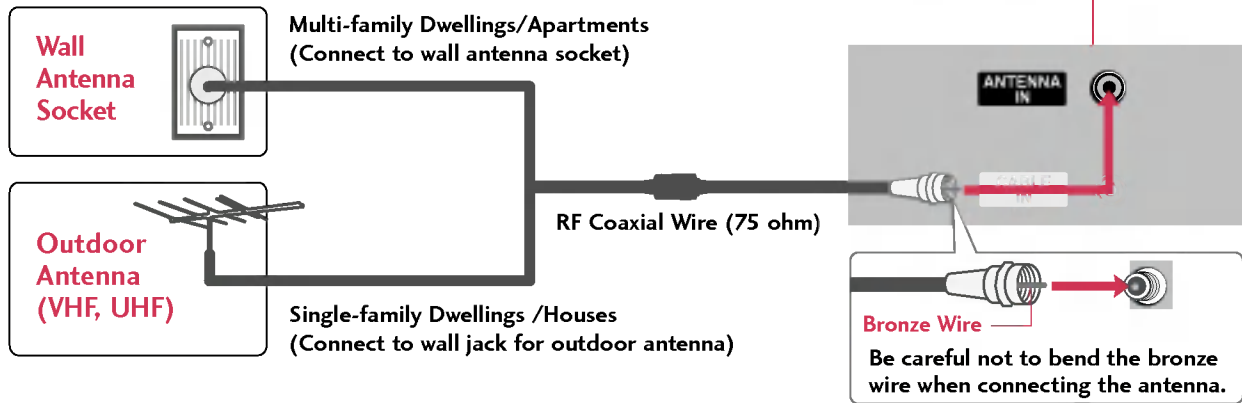 Wall
Antenna
Socket
Multi-family Dwellings/Apartments
(Connect to wall antenna socket)
Outdoor
Antenna
(VHF, UHF)
Single-family Dwellings /Houses
(Connect to wall jack for outdoor antenna)
RF Coaxial Wire (75 ohm)
ANTENNA
IN
CABLE
IN
Bronze Wire
Be careful not to bend the bronze
wire when connecting the antenna.